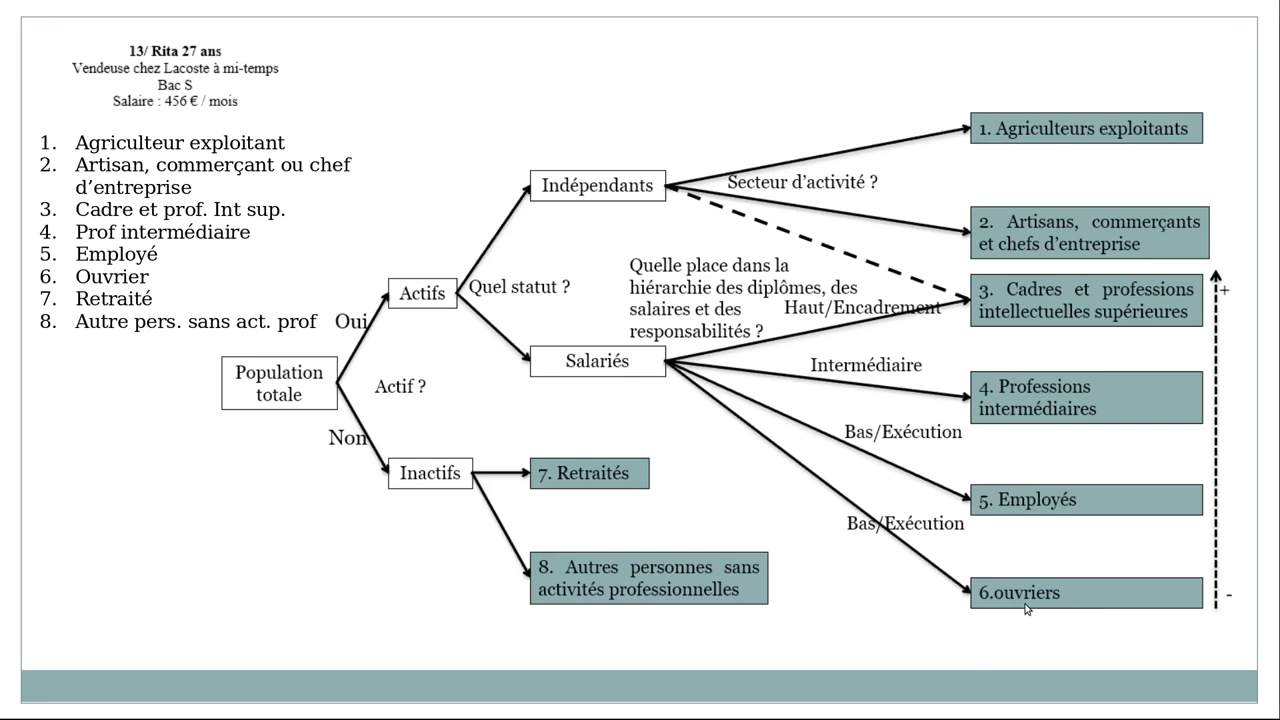 13/ Rita 27 ans
Vendeuse chez Lacoste à mi-temps
Bac S
Salaire : 456 € / mois
1. Agriculteur exploitant
2. Artisan, commerçant ou chef
d’entreprise
3. Cadre et prof. Int sup.
4. Prof intermédiaire
5. Employé
6. Ouvrier
7. Retraité
8. Autre pers. sans act. prof
Oui
Population
totale
Actif ?
Non
Actifs
Inactifs
Quel statut ?
Indépendants
Salariés
7. Retraités
8. Autres personnes sans
activités professionnelles
Secteur d’activité ?
Quelle place dans la
hiérarchie des diplômes, des
salaires et des
responsabilités ?
Haut/Encadrement
Intermédiaire
Bas/Exécution
Bas/Exécution
1. Agriculteurs exploitants
2. Artisans, commerçants
et chefs d’entreprise
3. Cadres et professions
intellectuelles supérieures
4. Professions
intermédiaires
5. Employés
6.ouvriers
+
-